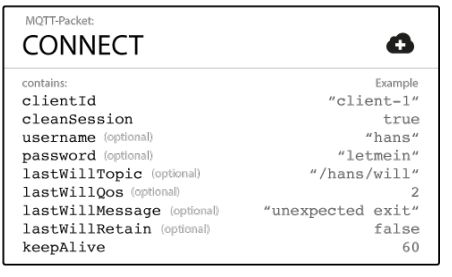 MQTT-Packet:
CONNECT
contains: Example
clientId “client-1“
cleanSession true
username (optional) “hans“
password (optional) “letmein“
lastWillTopic (optional) “/hans/will“
lastWillQos (optional) 2
lastWillMessage (optional) “unexpected exit“
lastWillRetain (optional) false
keepAlive 60